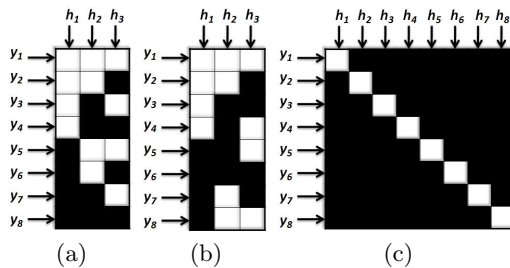 h1 h2 h3
y1
y2
y3
y4
y5
y6
y7
y8
(a)
h1 h2 h3
y1
y2
y3
y4
y5
y6
y7
y8
(b)
h1 h2 h3 h4 h5 h6 h7 h8
y1
y2
y3
y4
y5
y6
y7
y8
(c)